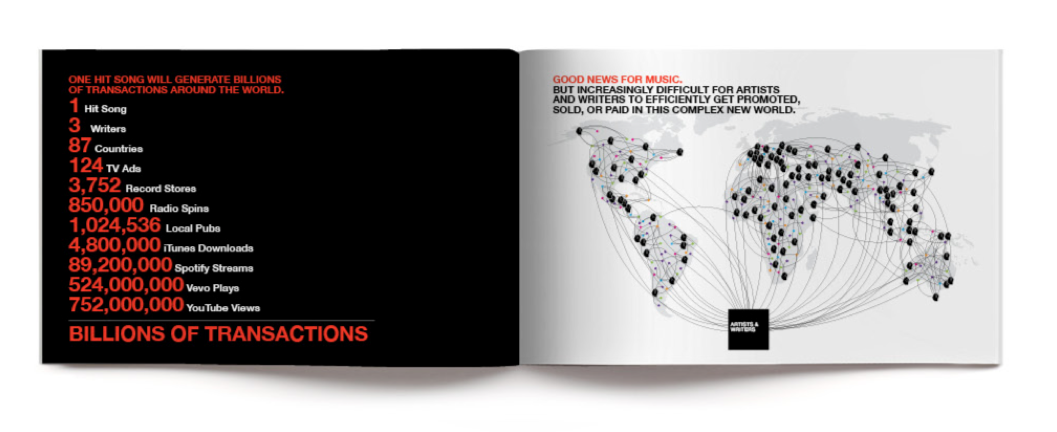 ONE HIT SONG WILL GENERATE BILLIONS
OF TRANSACTIONS AROUND THE WORLD.
1 Hit Song
3 Writers
87 Countries
124 TV Ads
3,752 Record Stores
850,000 Radio Spins
1,024,536 Local Pubs
4,800,000 iTunes Downloads
89,200,000 Spotify Streams
524,000,000 Vevo Plays
752,000,000 YouTube Views
BILLIONS OF TRANSACTIONS
GOOD NEWS FOR MUSIC.
BUT INCREASINGLY DIFFICULT FOR ARTISTS
AND WRITERS TO EFFICIENTLY GET PROMOTED,
SOLD, OR PAID IN THIS COMPLEX NEW WORLD.
ARTISTS &
WRITERS